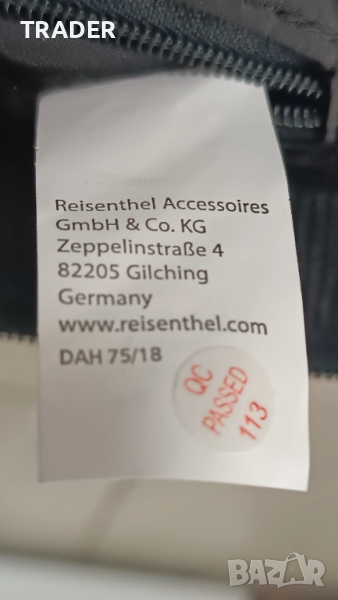 TRADER
Reisenthel Accessoires
GmbH & Co. KG
Zeppelinstraße 4
82205 Gilching
Germany
www.reisenthel.com
DAH 75/18
QC
PASSED
113
BAZAR